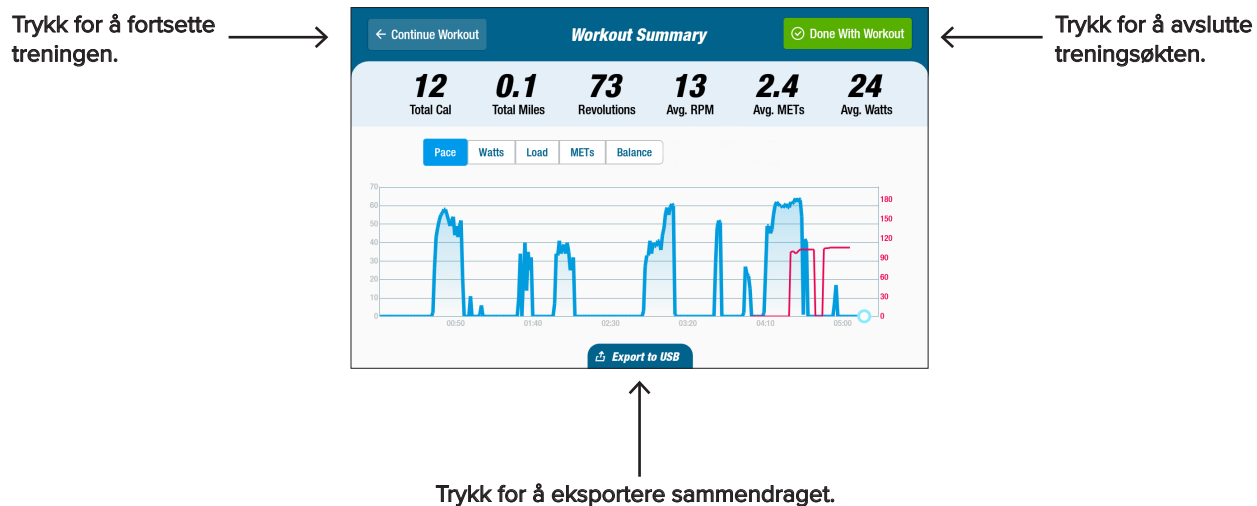 Trykk for å fortsette
treningen.
← Continue Workout
Workout Summary
Done With Workout
Trykk for å avslutte
treningsøkten.
12 0.1 73 13 2.4 24
Total Cal Total Miles Revolutions Avg. RPM Avg. METs Avg. Watts
Pace Watts Load METs Balance
70
60
50
40
30
20
10
0
180
150
120
90
60
30
0
00:50 01:40 02:30 03:20 04:10 05:00
Export to USB
Trykk for å eksportere sammendraget.